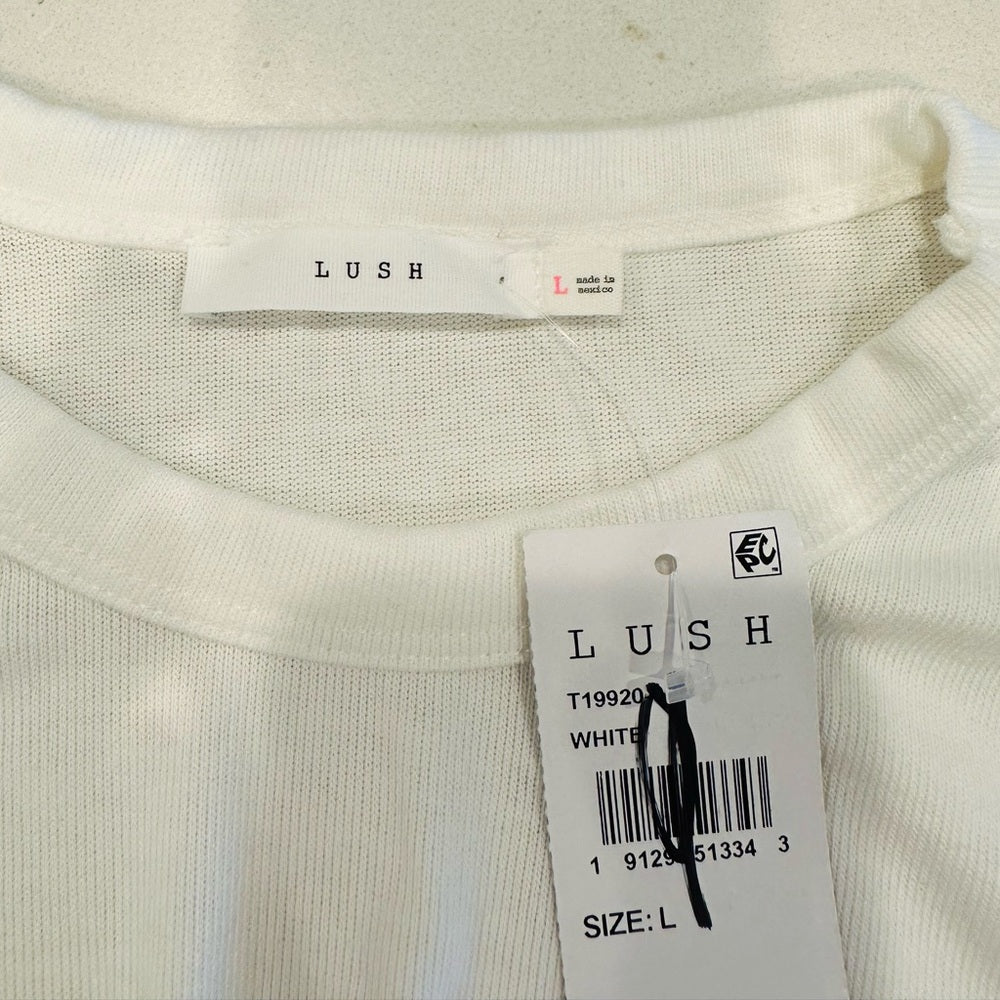 LUSH
L made in
mexico
EPC
LUSH
T19920
WHITE
1 9129 51334 3
SIZE: L